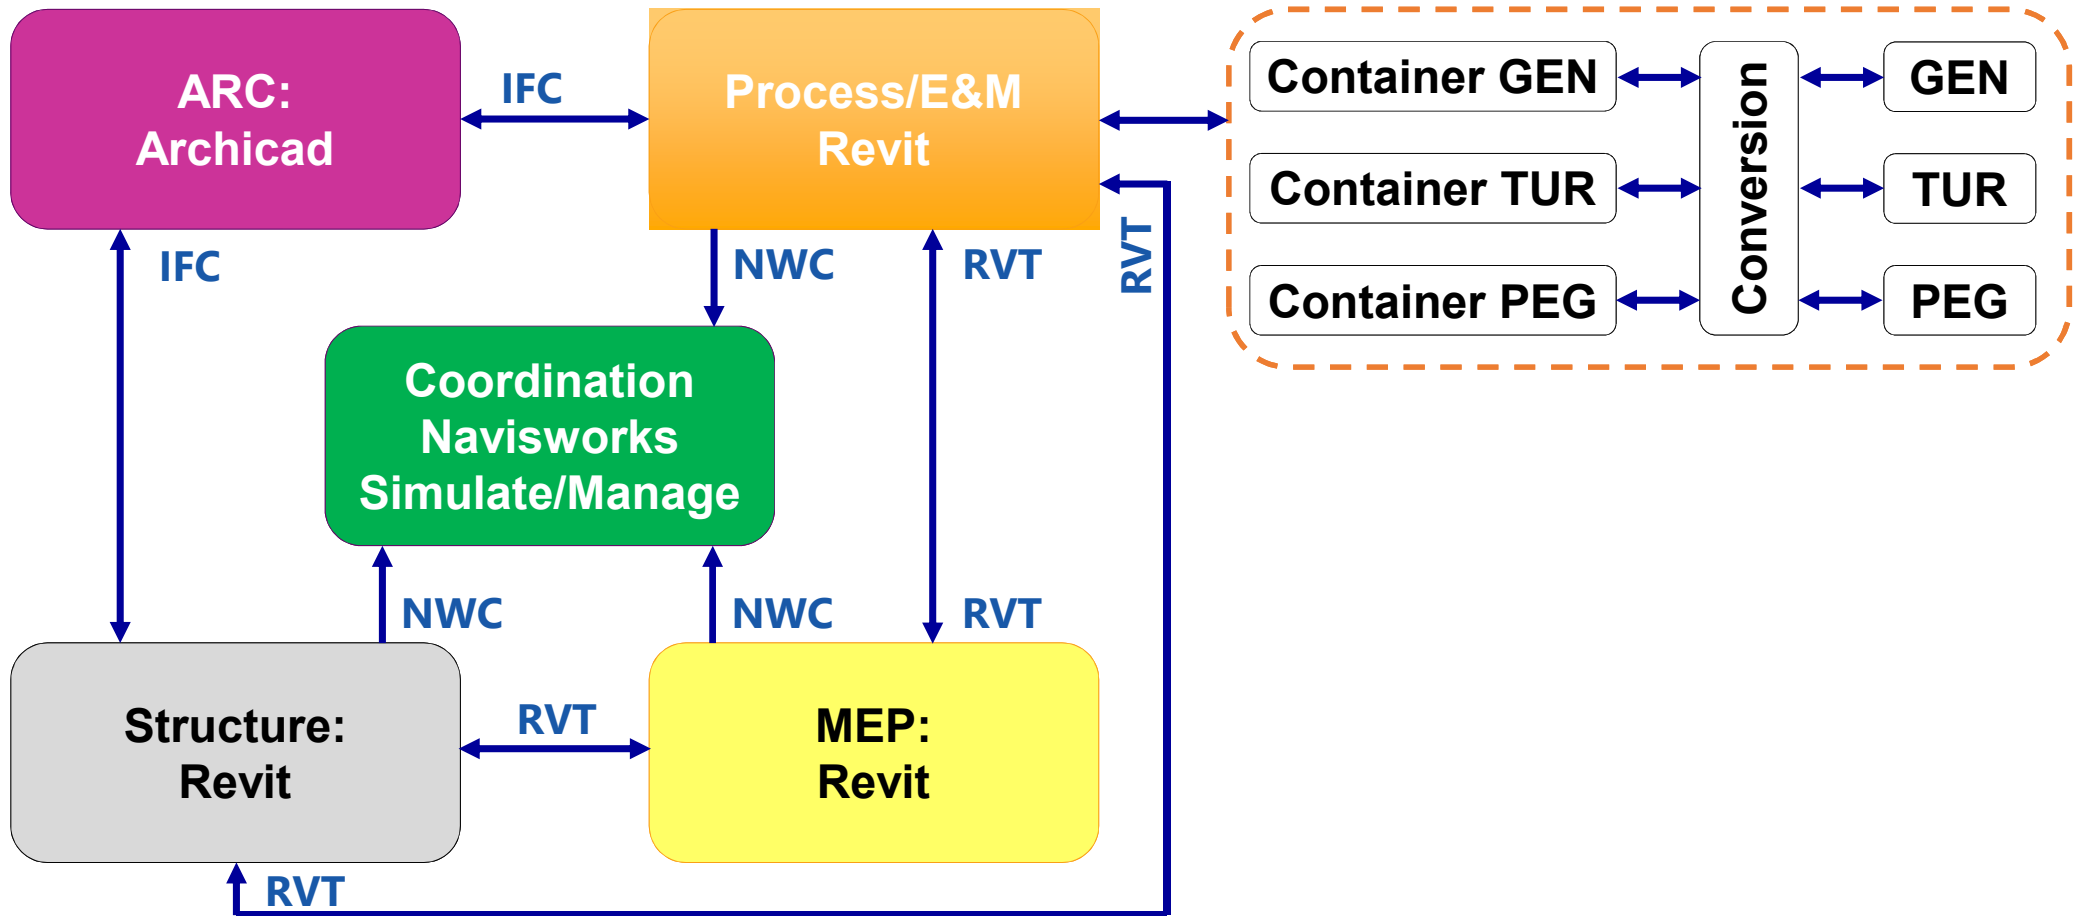 ARC:
Archicad
IFC
Process/E&M
Revit
Container GEN
Conversion
GEN
Container TUR
TUR
Container PEG
PEG
IFC
NWC
RVT
RVT
Coordination
Navisworks
Simulate/Manage
NWC
NWC
RVT
Structure:
Revit
RVT
MEP:
Revit
RVT